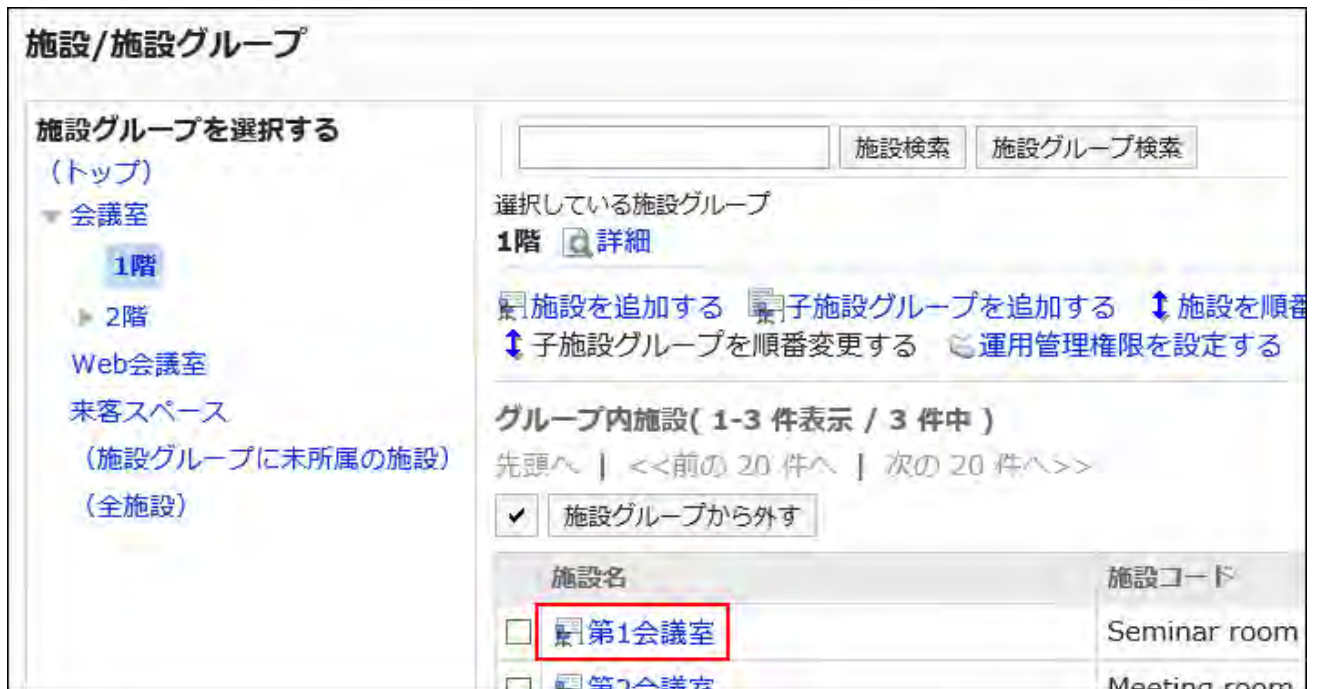 施設/施設グループ
施設グループを選択する
(トップ)
会議室
1階
2階
Web会議室
来客スペース
(施設グループに未所属の施設)
(全施設)
施設検索 施設グループ検索
選択している施設グループ
1階 詳細
施設を追加する 子施設グループを追加する 施設を順番
子施設グループを順番変更する 運用管理権限を設定する
グループ内施設( 1-3 件表示 / 3 件中 )
先頭へ | <<前の 20 件へ | 次の 20 件へ>>
施設グループから外す
施設名 施設コード
第1会議室 Seminar room
第2会議室 Meeting room